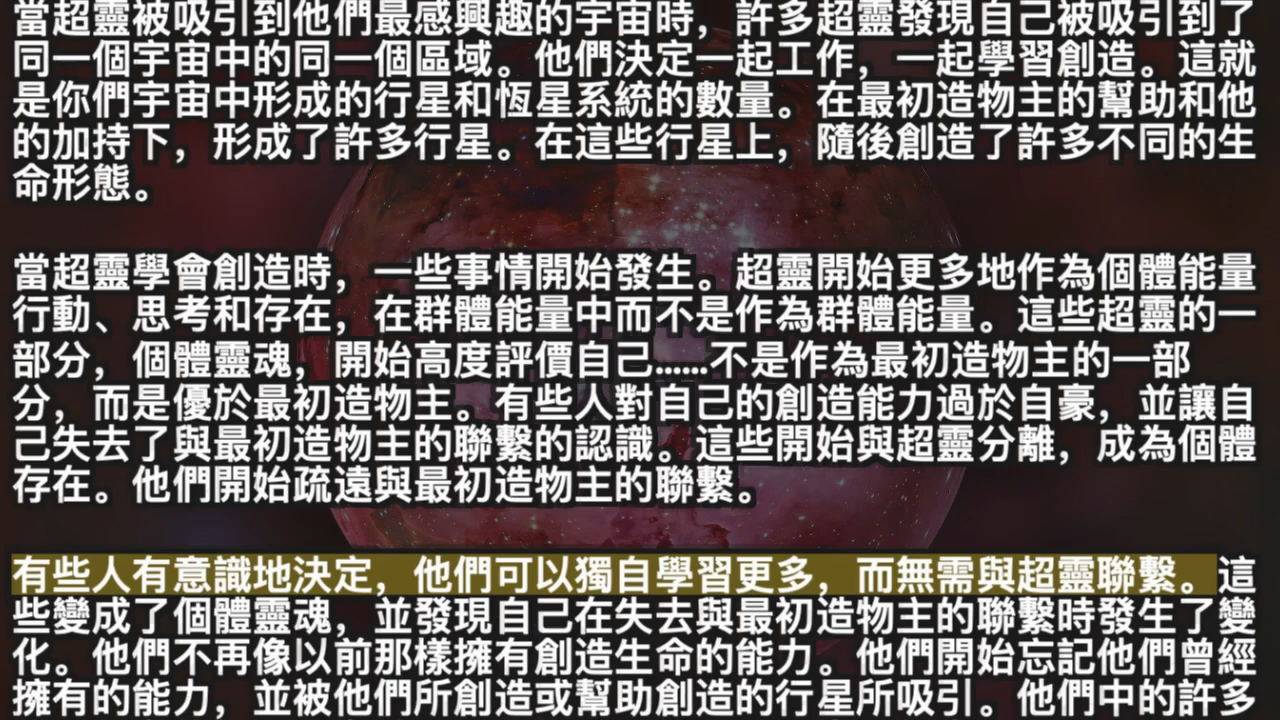 當超靈被吸引到他們最感興趣的宇宙時，許多超靈發現自己被吸引到了
同一個宇宙中的同一個區域。他們決定一起工作，一起學習創造。這就
是你們宇宙中形成的行星和恆星系統的數量。在最初造物主的幫助和他
的加持下，形成了許多行星。在這些行星上，隨後創造了許多不同的生
命形態。
當超靈學會創造時，一些事情開始發生。超靈開始更多地作為個體能量
行動、思考和存在，在群體能量中而不是作為群體能量。這些超靈的一
部分，個體靈魂，開始高度評價自己……不是作為最初造物主的一部
分，而是優於最初造物主。有些人對自己的創造能力過於自豪，並讓自
己失去了與最初造物主的聯繫的認識。這些開始與超靈分離，成為個體
存在。他們開始疏遠與最初造物主的聯繫。
有些人有意識地決定，他們可以獨自學習更多，而無需與超靈聯繫。這
些變成了個體靈魂，並發現自己在失去與最初造物主的聯繫時發生了變
化。他們不再像以前那樣擁有創造生命的能力。他們開始忘記他們曾經
擁有的能力，並被他們所創造或幫助創造的行星所吸引。他們中的許多